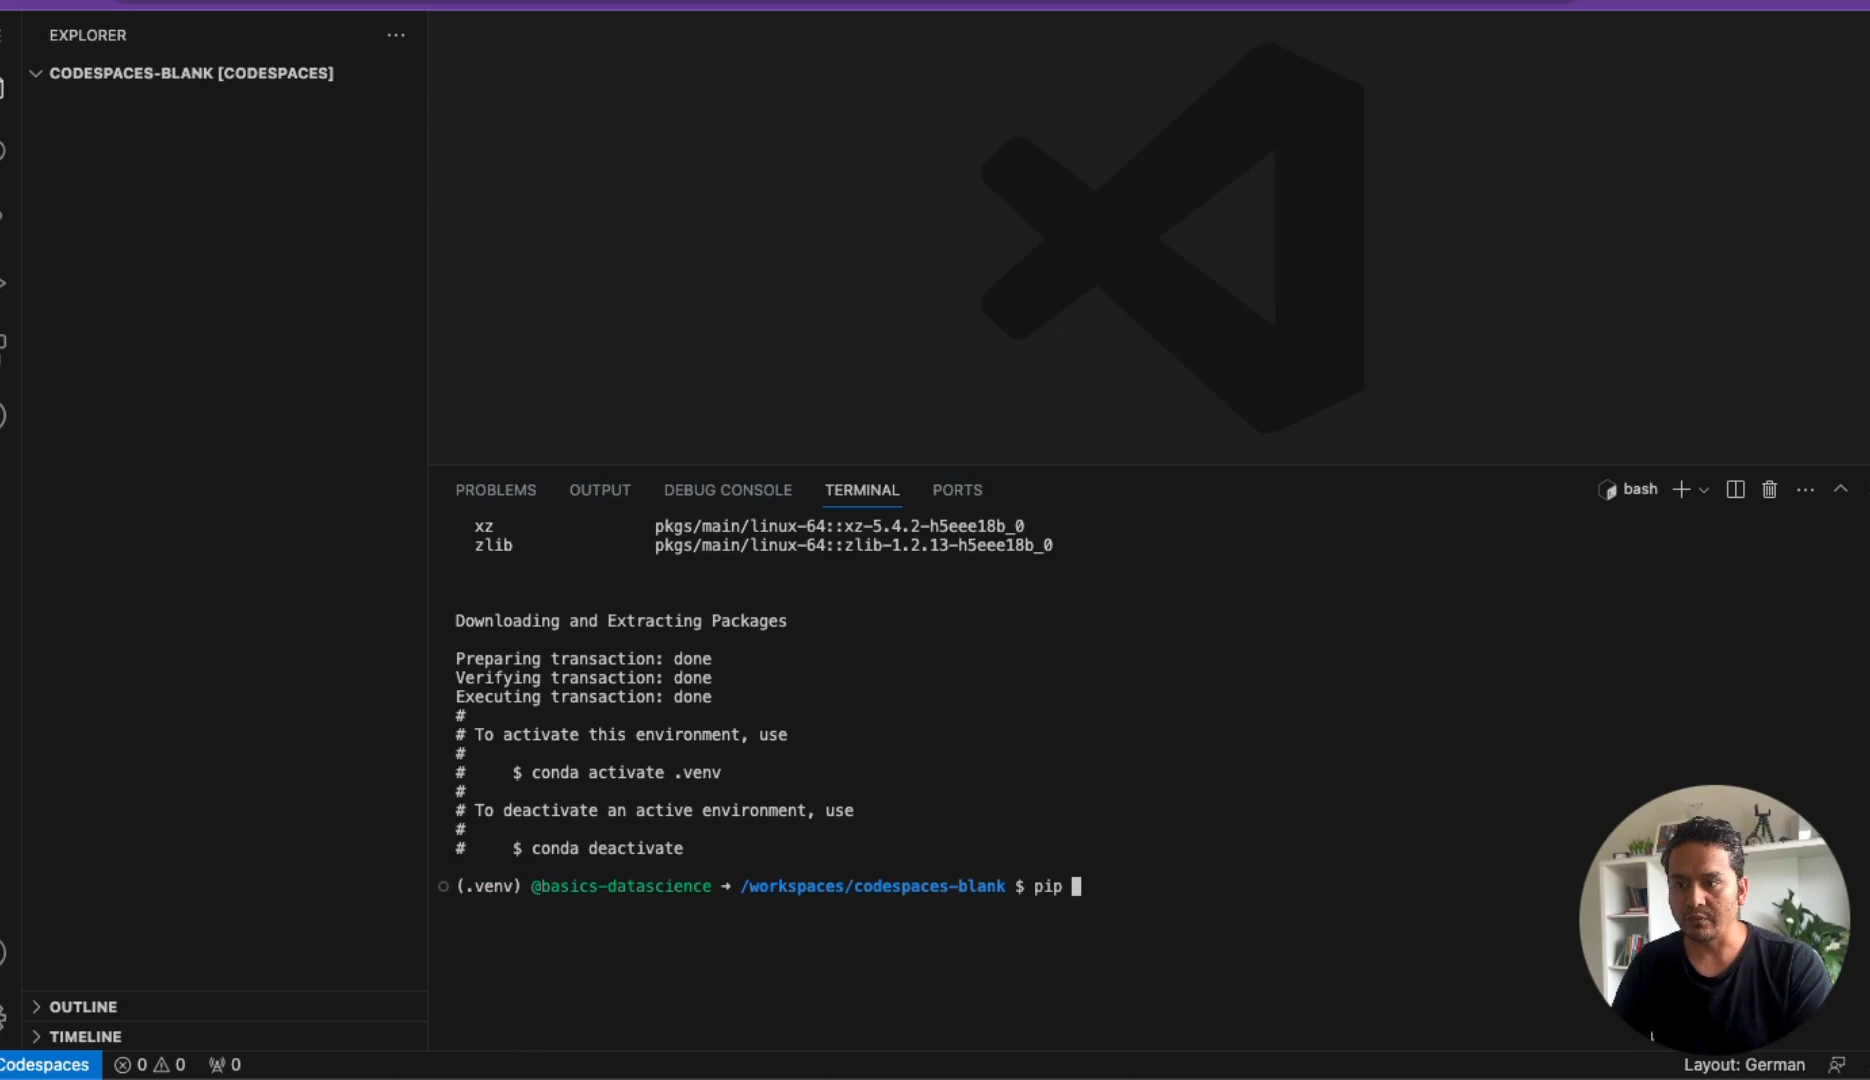 EXPLORER
CODESPACES-BLANK [CODESPACES]
PROBLEMS OUTPUT DEBUG CONSOLE TERMINAL PORTS
bash
xz pkgs/main/linux-64::xz-5.4.2-h5eee18b_0
zlib pkgs/main/linux-64::zlib-1.2.13-h5eee18b_0
Downloading and Extracting Packages
Preparing transaction: done
Verifying transaction: done
Executing transaction: done
#
# To activate this environment, use
#
# $ conda activate .venv
#
# To deactivate an active environment, use
#
# $ conda deactivate
(.venv) @basics-datascience ➜ /workspaces/codespaces-blank $ pip
OUTLINE
TIMELINE
Codespaces 0 0 0 Layout: German